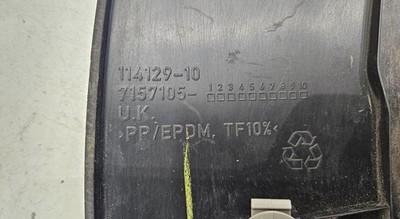 114129-10
1 2 3 4 5 6 7 8 9 10
7157105-
U.K.
>PP/EPDM, TF10%<